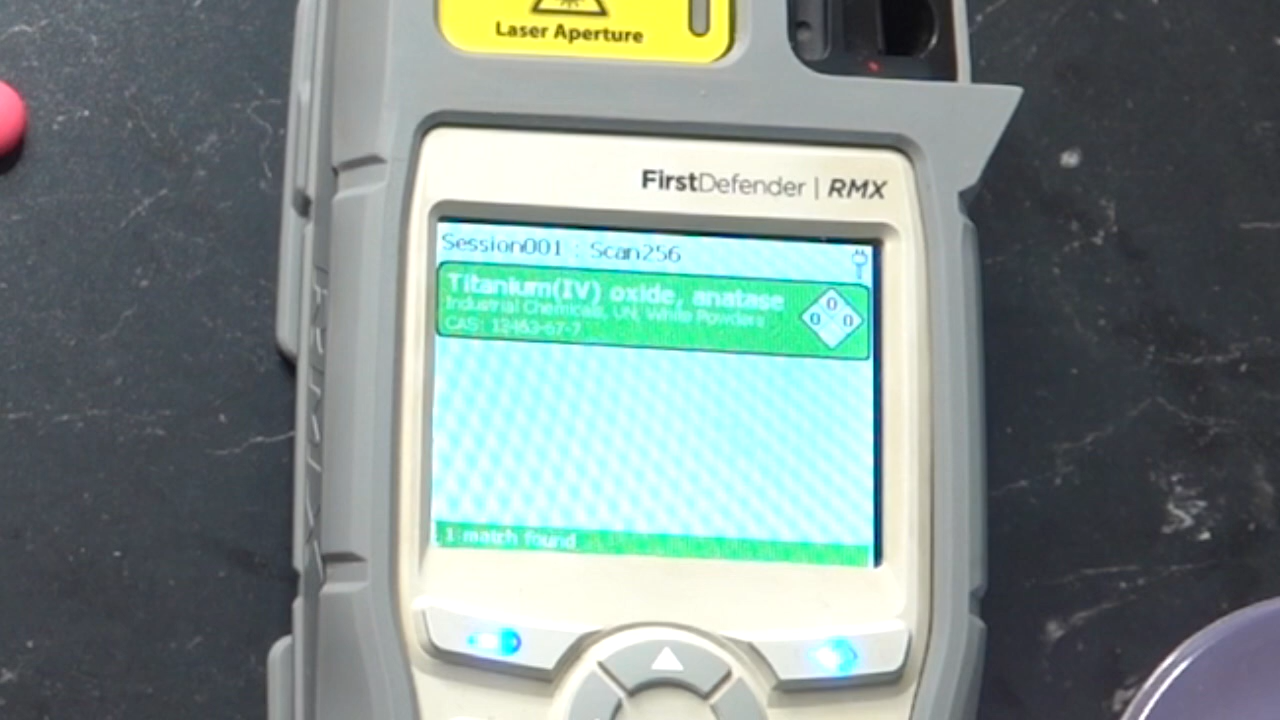 Laser Aperture
FirstDefender | RMX
Session001 : Scan256
Titanium(IV) oxide, anatase
Industrial Chemicals, UN, White Powders
CAS: 13463-67-7
0
0 0
1 match found